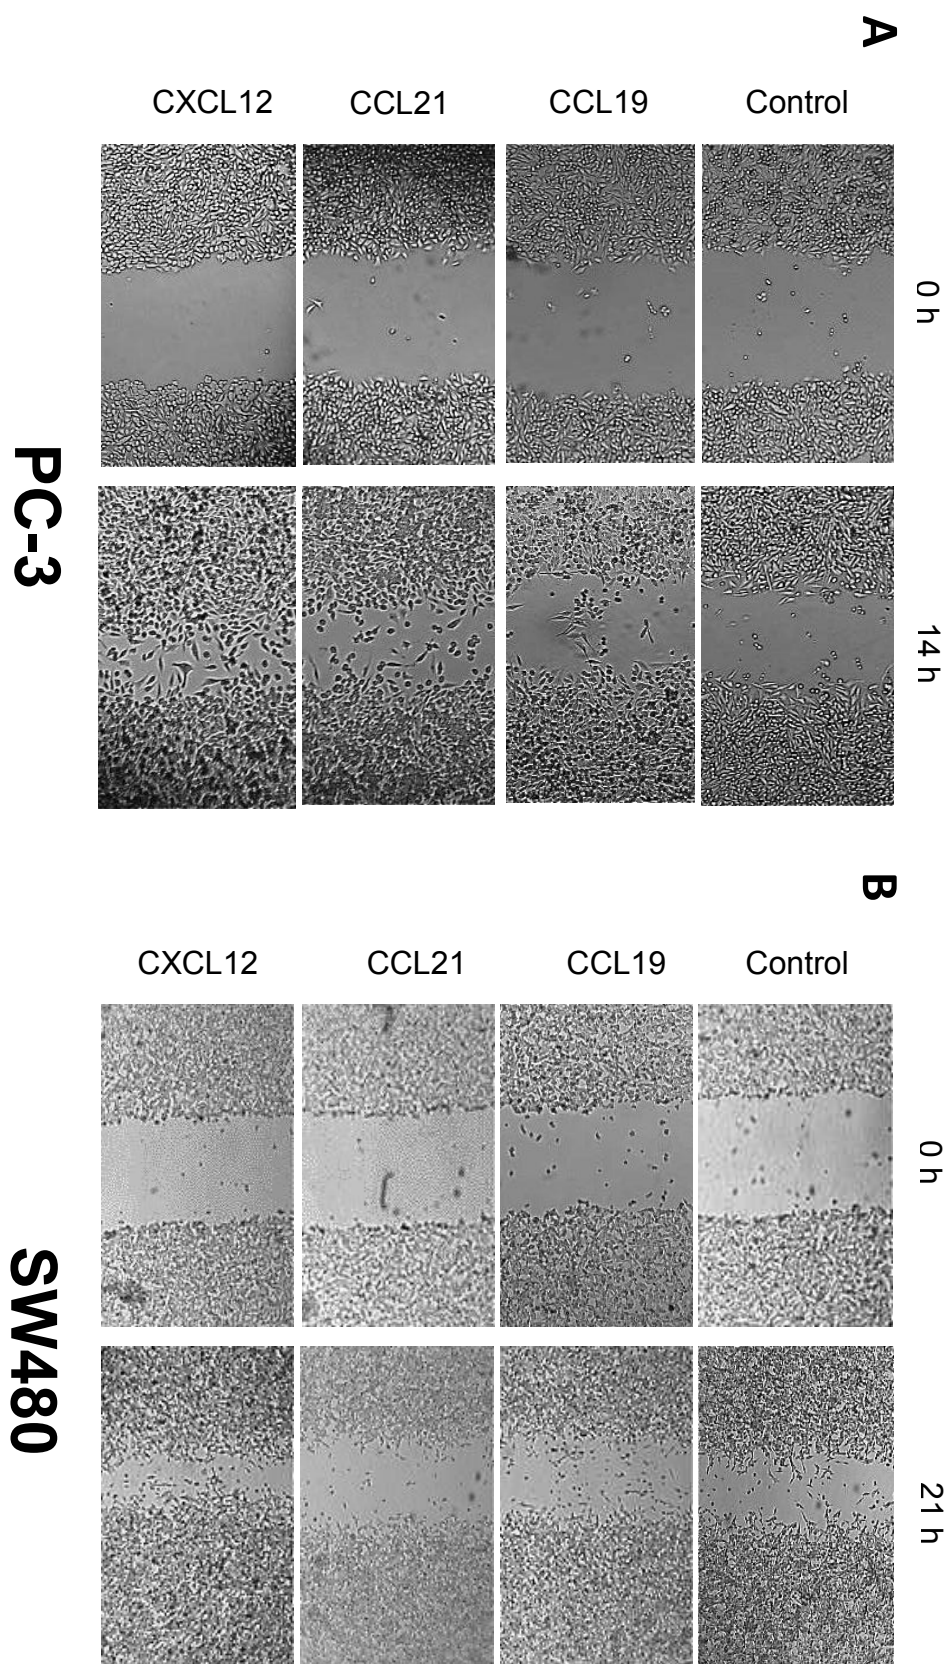 A
CXCL12 CCL21 CCL19 Control
0 h
14 h
PC-3
B
CXCL12 CCL21 CCL19 Control
0 h
21 h
SW480